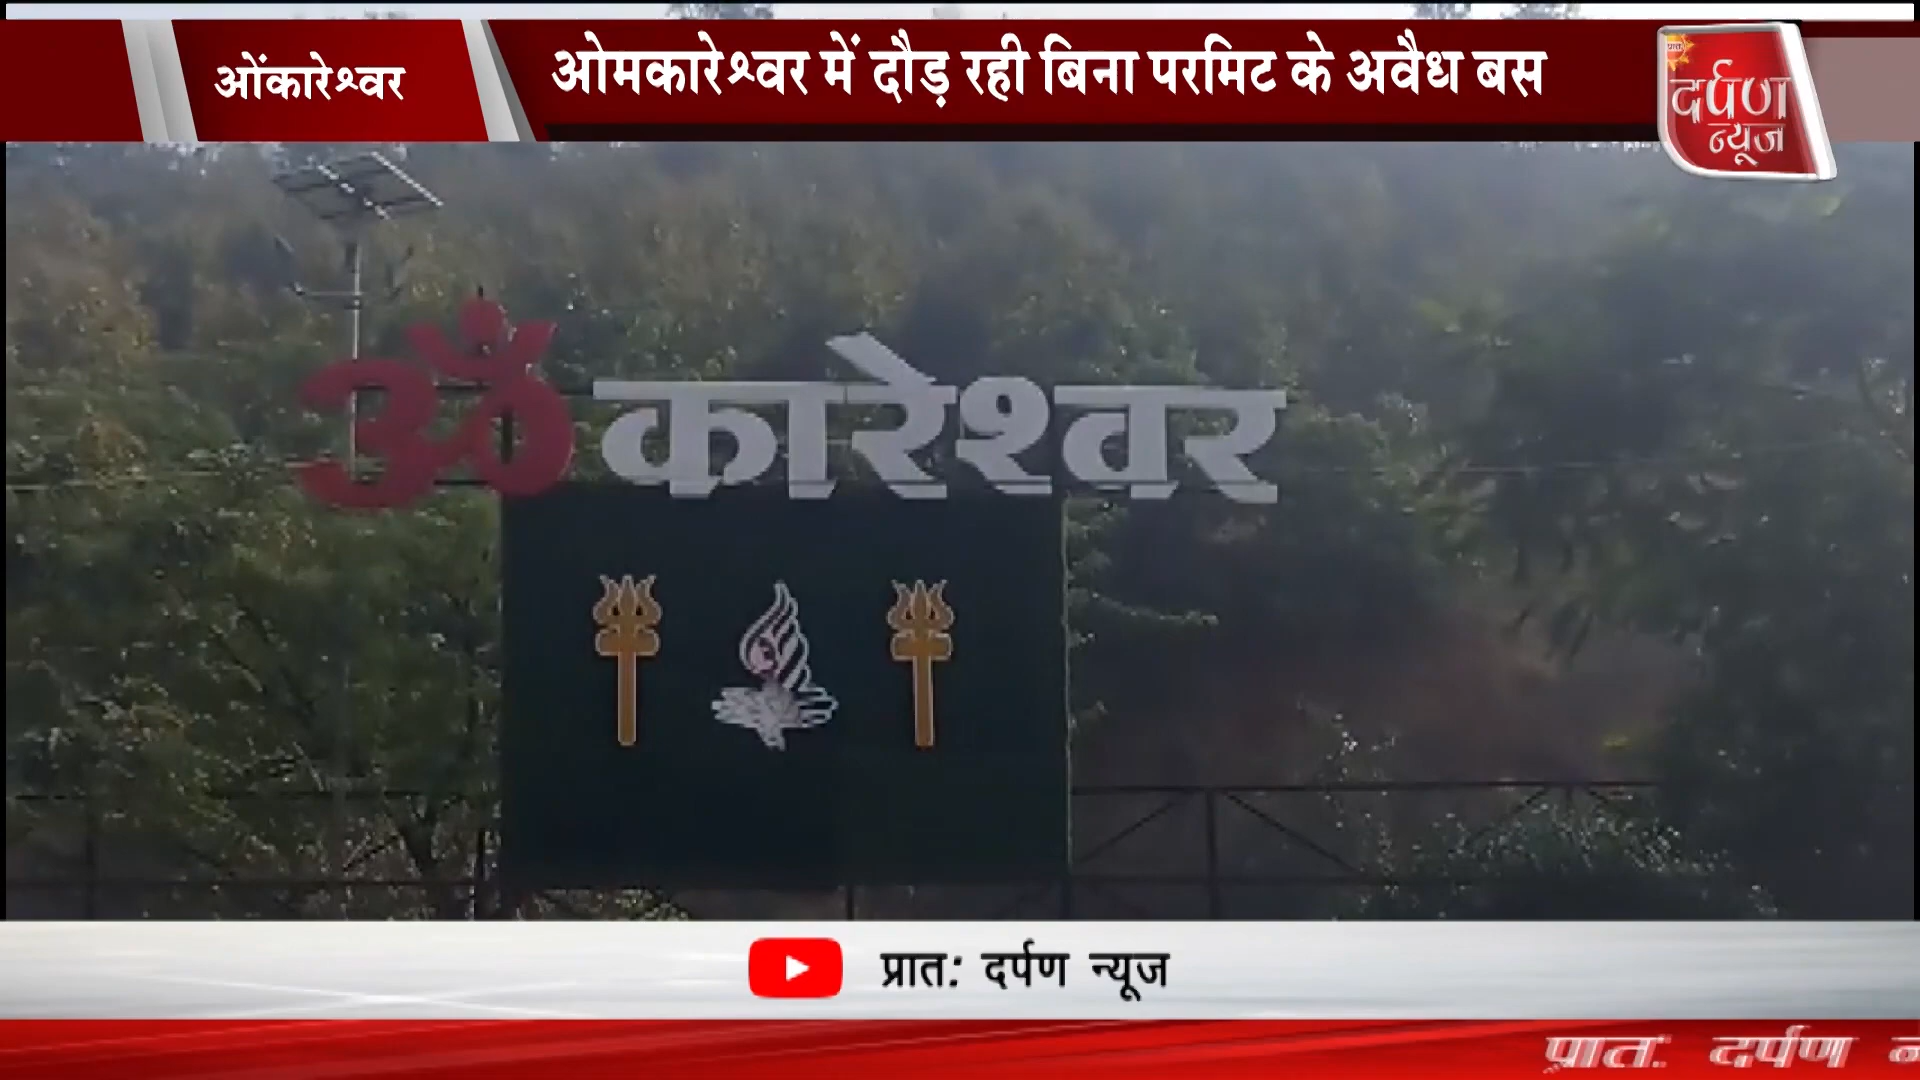 ओंकारेश्वर
ओमकारेश्वर में दौड़ रही बिना परमिट के अवैध बस
प्रात:
दर्पण
न्यूज
ॐकारेश्वर
प्रात: दर्पण न्यूज
प्रात: दर्पण